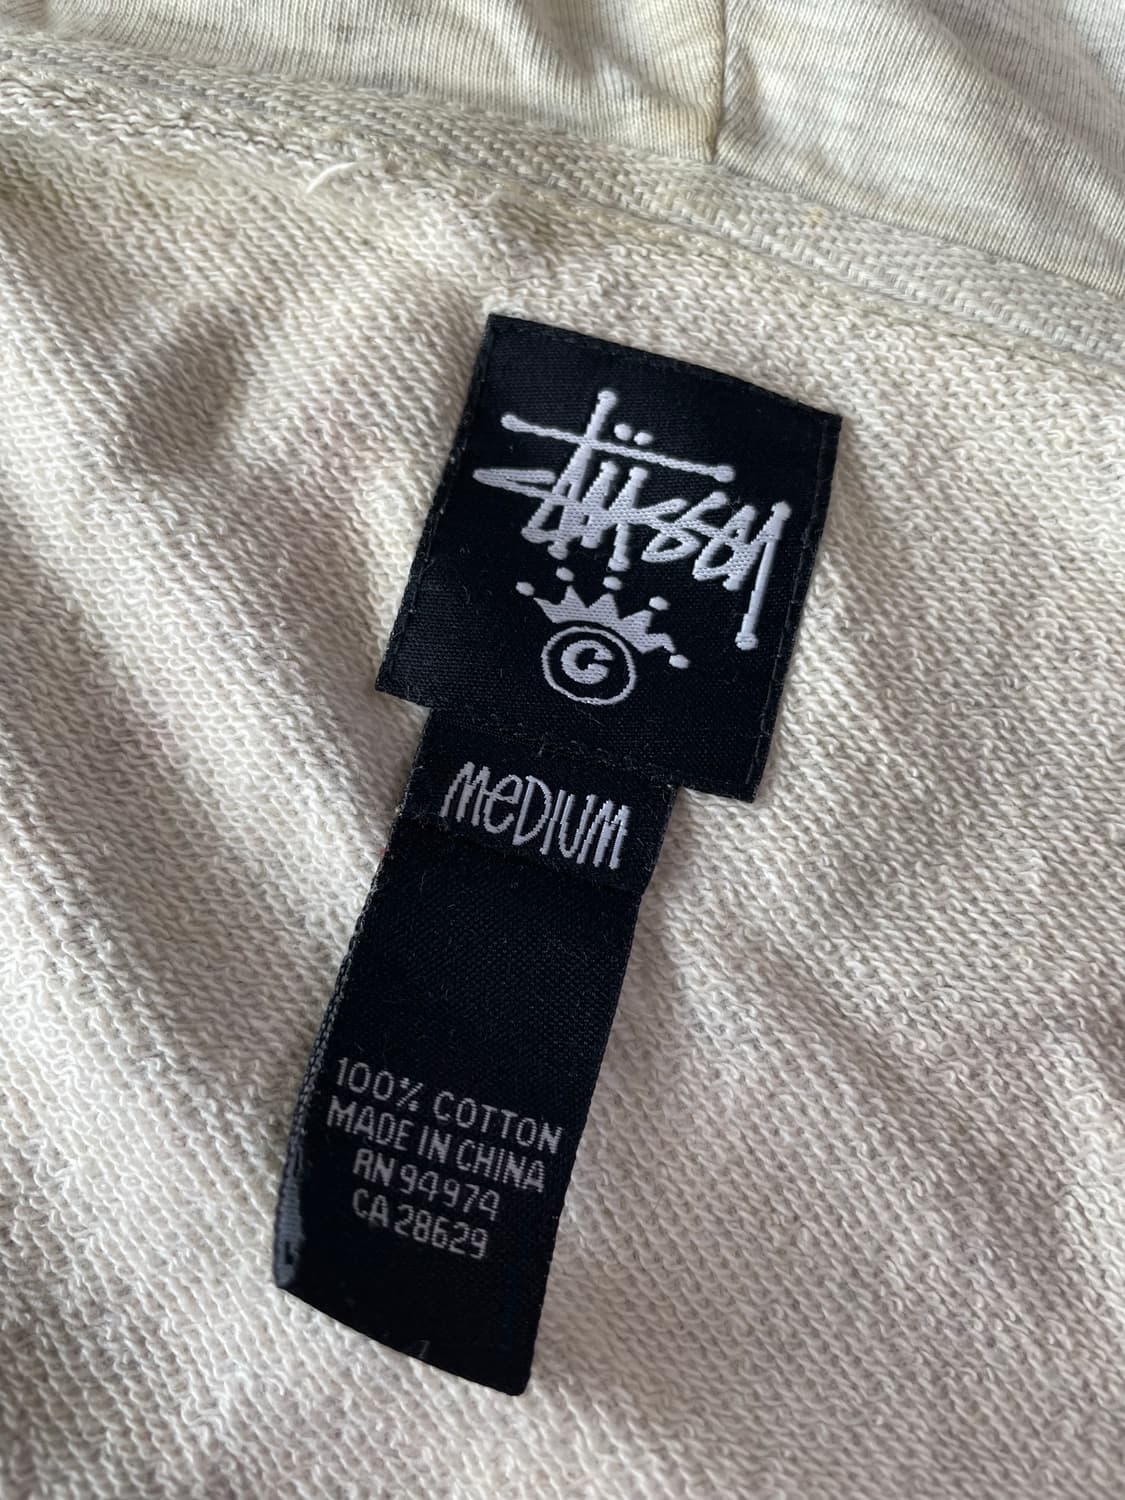 Stüssy
©
MEDIUM
100% COTTON
MADE IN CHINA
RN 94974
CA 28629